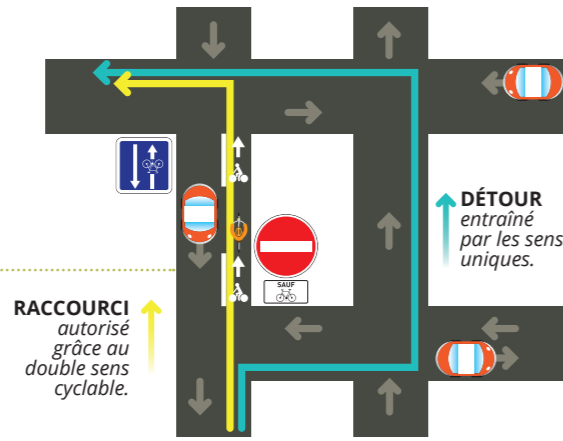 DÉTOUR
entraîné
par les sens
uniques.
SAUF
RACCOURCI
autorisé
grâce au
double sens
cyclable.